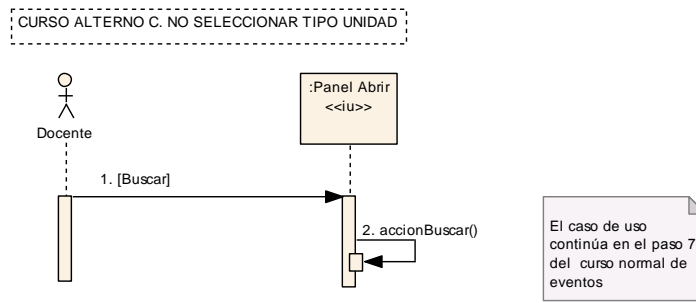 CURSO ALTERNO C. NO SELECCIONAR TIPO UNIDAD
:Panel Abrir
<<iu>>
Docente
1. [Buscar]
2. accionBuscar()
El caso de uso
continúa en el paso 7
del curso normal de
eventos